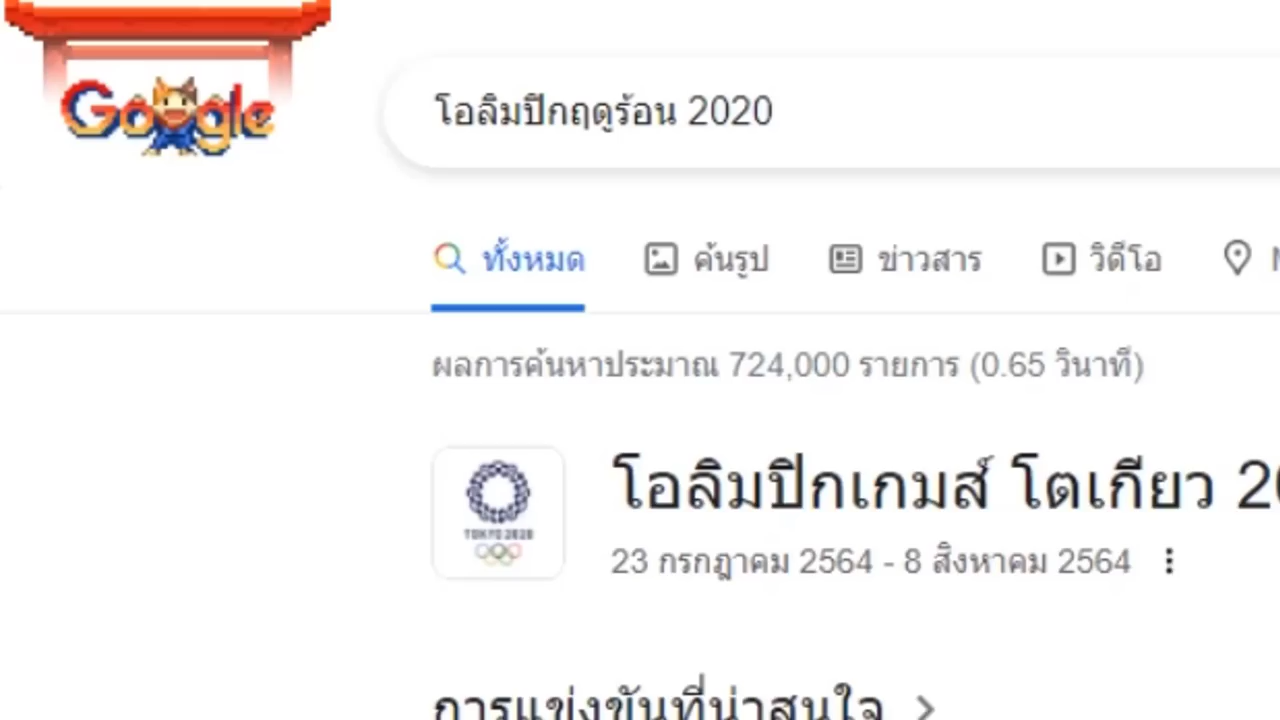 Google
โอลิมปิกฤดูร้อน 2020
ทั้งหมด ค้นรูป ข่าวสาร วิดีโอ
ผลการค้นหาประมาณ 724,000 รายการ (0.65 วินาที)
โอลิมปิกเกมส์ โตเกียว
TOKYO 2020
23 กรกฎาคม 2564 - 8 สิงหาคม 2564
การแข่งขันที่น่าสนใจ